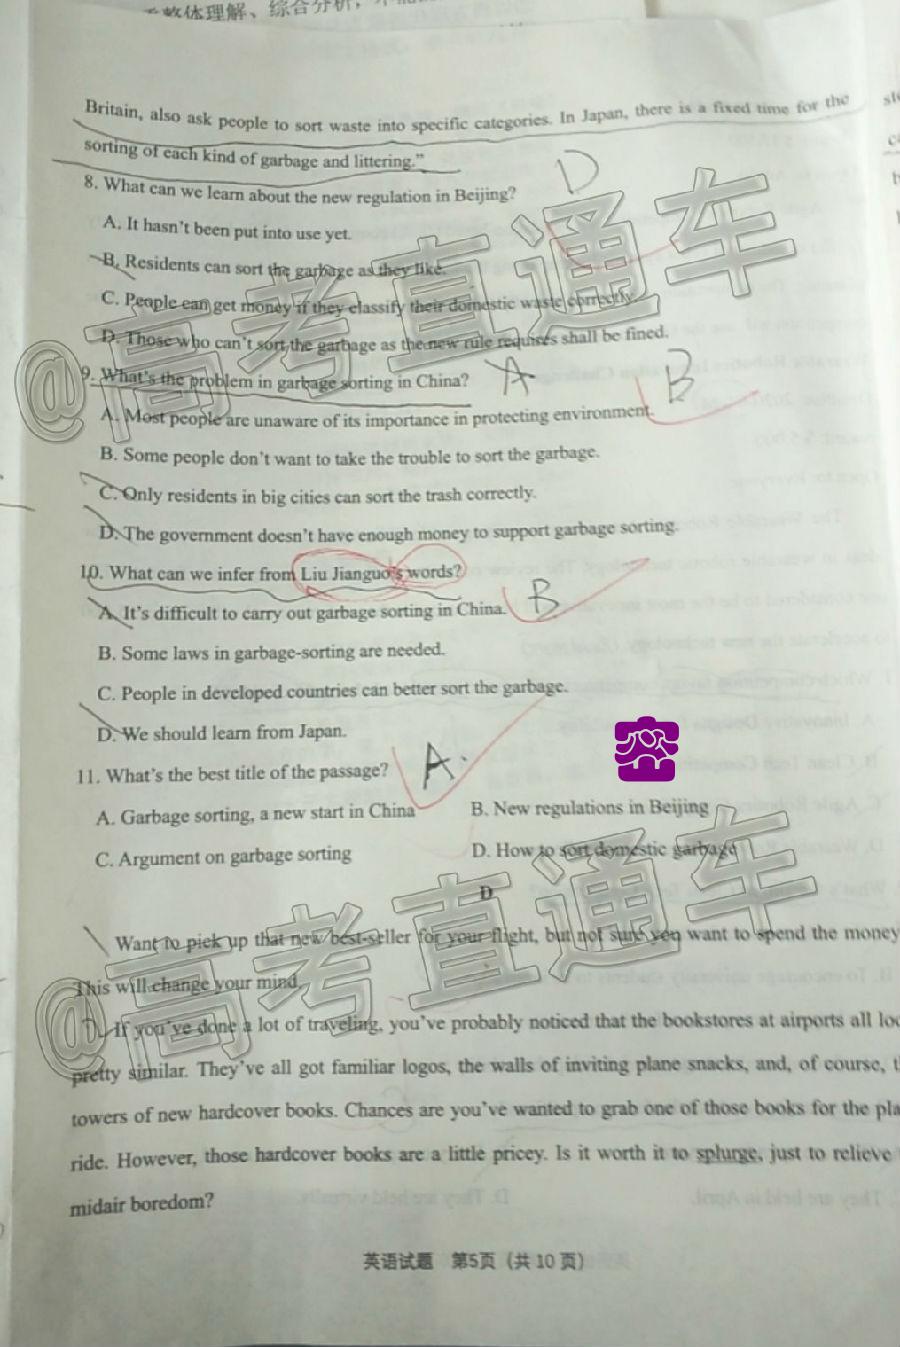 数体理解、综合分析，
Britain, also ask people to sort waste into specific categories. In Japan, there is a fixed time for the
sorting of each kind of garbage and littering.”
D
8. What can we learn about the new regulation in Beijing?
A. It hasn’t been put into use yet.
B. Residents can sort the garbage as they like.
C. People can get money if they classify their domestic waste correctly.
D. Those who can’t sort the garbage as the new rule requires shall be fined.
9. What’s the problem in garbage sorting in China?
A
B
A. Most people are unaware of its importance in protecting environment.
B. Some people don’t want to take the trouble to sort the garbage.
C. Only residents in big cities can sort the trash correctly.
D. The government doesn’t have enough money to support garbage sorting.
10. What can we infer from Liu Jianguo’s words?
B
A. It’s difficult to carry out garbage sorting in China.
B. Some laws in garbage-sorting are needed.
C. People in developed countries can better sort the garbage.
D. We should learn from Japan.
11. What’s the best title of the passage?
A.
A. Garbage sorting, a new start in China B. New regulations in Beijing
C. Argument on garbage sorting D. How to sort domestic garbage
D
Want to pick up that new best-seller for your flight, but not sure you want to spend the money
This will change your mind.
If you’ve done a lot of traveling, you’ve probably noticed that the bookstores at airports all
pretty similar. They’ve all got familiar logos, the walls of inviting plane snacks, and, of course,
towers of new hardcover books. Chances are you’ve wanted to grab one of those books for the
ride. However, those hardcover books are a little pricey. Is it worth it to splurge, just to relieve
midair boredom?
英语试题 第5页（共 10 页）
@高考直通车
@高考直通车